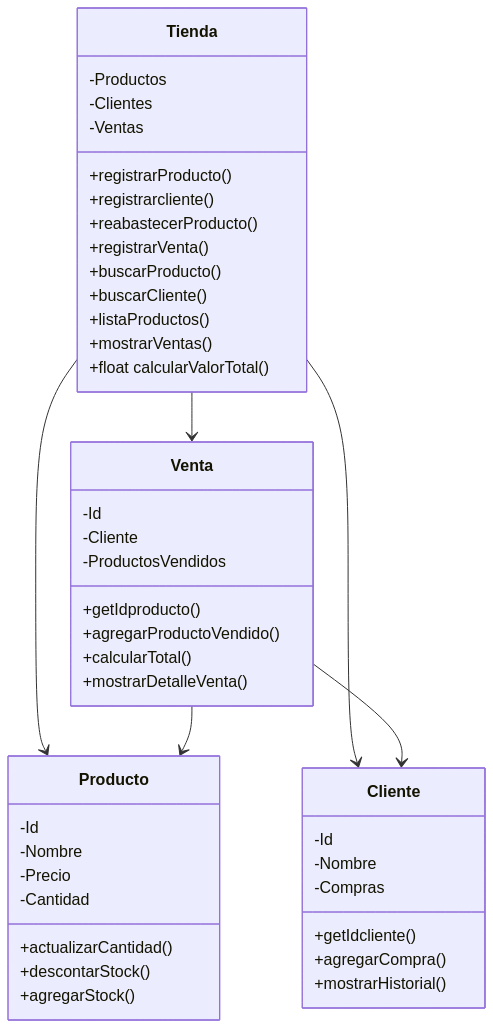 Tienda
-Productos
-Clientes
-Ventas
+registrarProducto()
+registrarcliente()
+reabastecerProducto()
+registrarVenta()
+buscarProducto()
+buscarCliente()
+listaProductos()
+mostrarVentas()
+float calcularValorTotal()
Venta
-Id
-Cliente
-ProductosVendidos
+getIdproducto()
+agregarProductoVendido()
+calcularTotal()
+mostrarDetalleVenta()
Producto
-Id
-Nombre
-Precio
-Cantidad
+actualizarCantidad()
+descontarStock()
+agregarStock()
Cliente
-Id
-Nombre
-Compras
+getIdcliente()
+agregarCompra()
+mostrarHistorial()